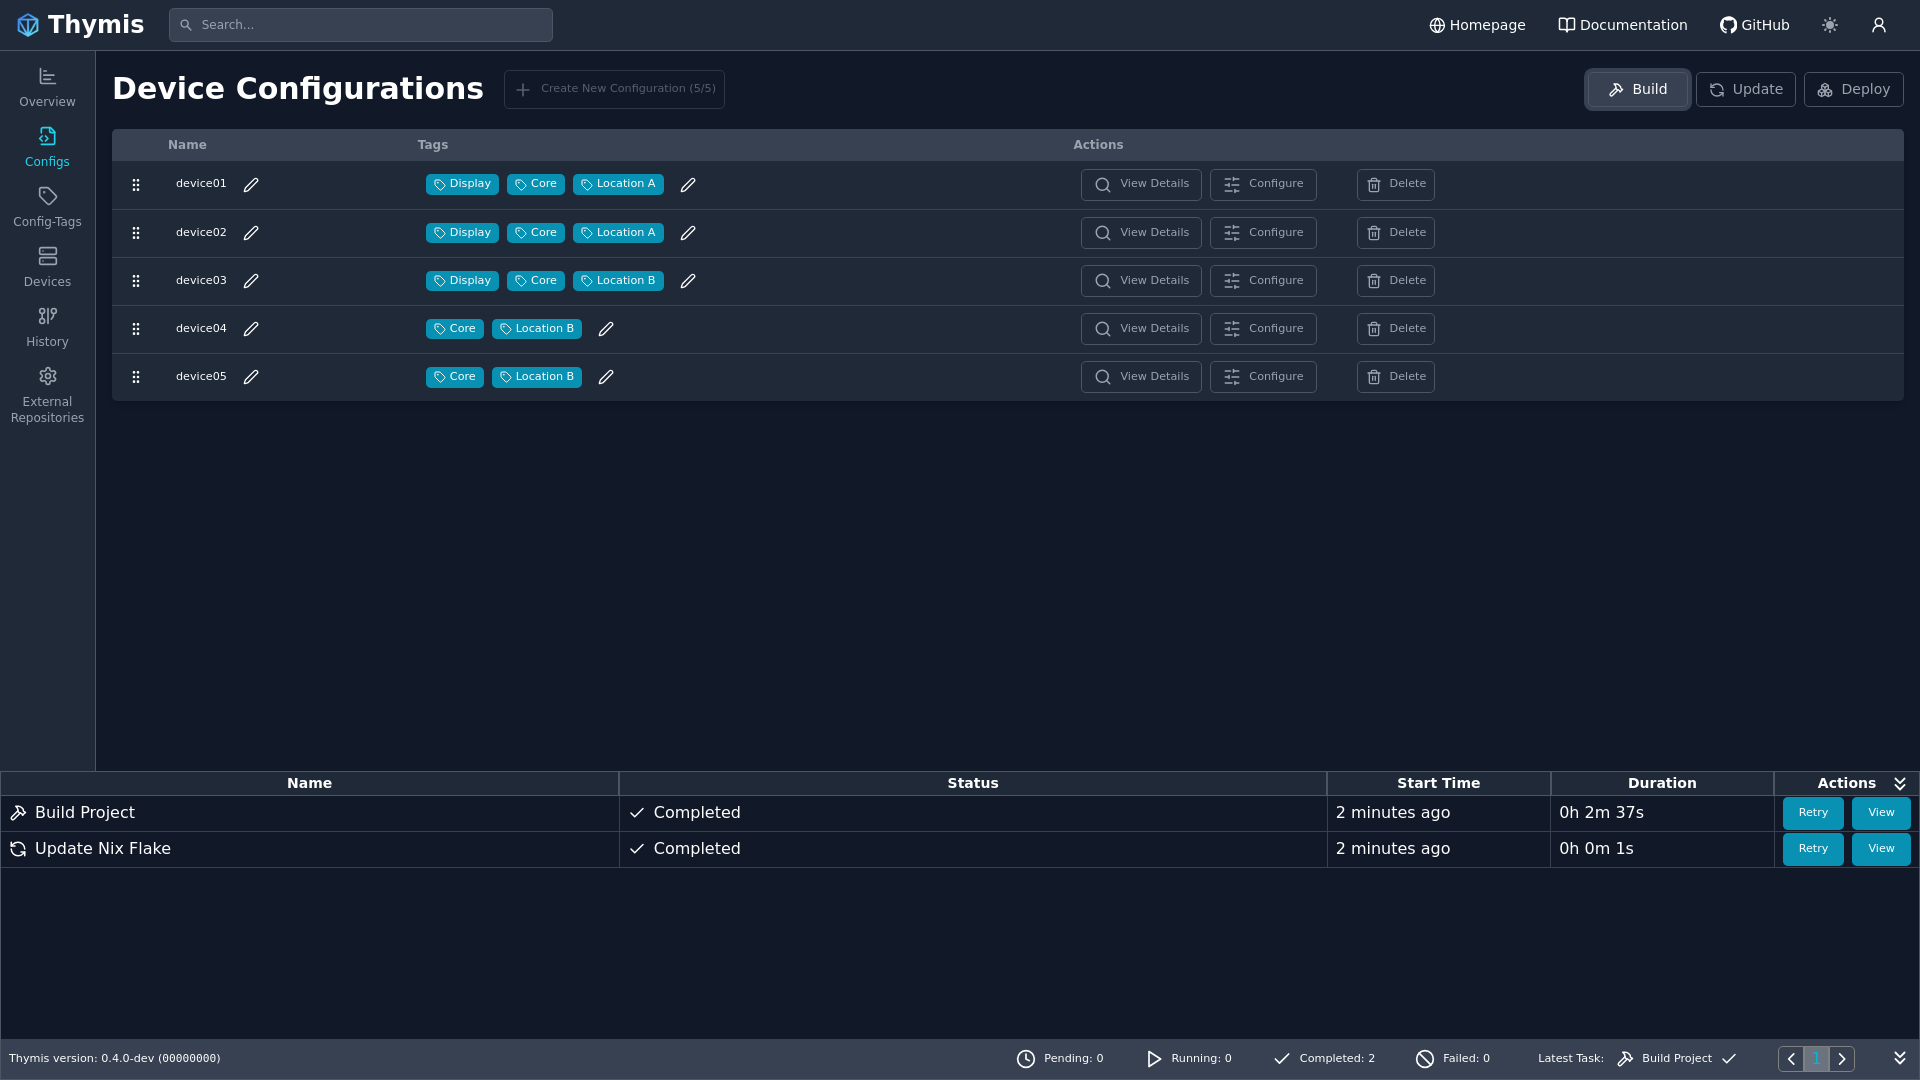 Thymis
Search...
Homepage
Documentation
GitHub
Overview
Configs
Config-Tags
Devices
History
External
Repositories
Device Configurations
Create New Configuration (5/5)
Build
Update
Deploy
Name Tags Actions
device01 Display Core Location A View Details Configure Delete
device02 Display Core Location A View Details Configure Delete
device03 Display Core Location B View Details Configure Delete
device04 Core Location B View Details Configure Delete
device05 Core Location B View Details Configure Delete
Name Status Start Time Duration Actions
Build Project Completed 2 minutes ago 0h 2m 37s Retry View
Update Nix Flake Completed 2 minutes ago 0h 0m 1s Retry View
Thymis version: 0.4.0-dev (00000000) Pending: 0 Running: 0 Completed: 2 Failed: 0 Latest Task: Build Project 1